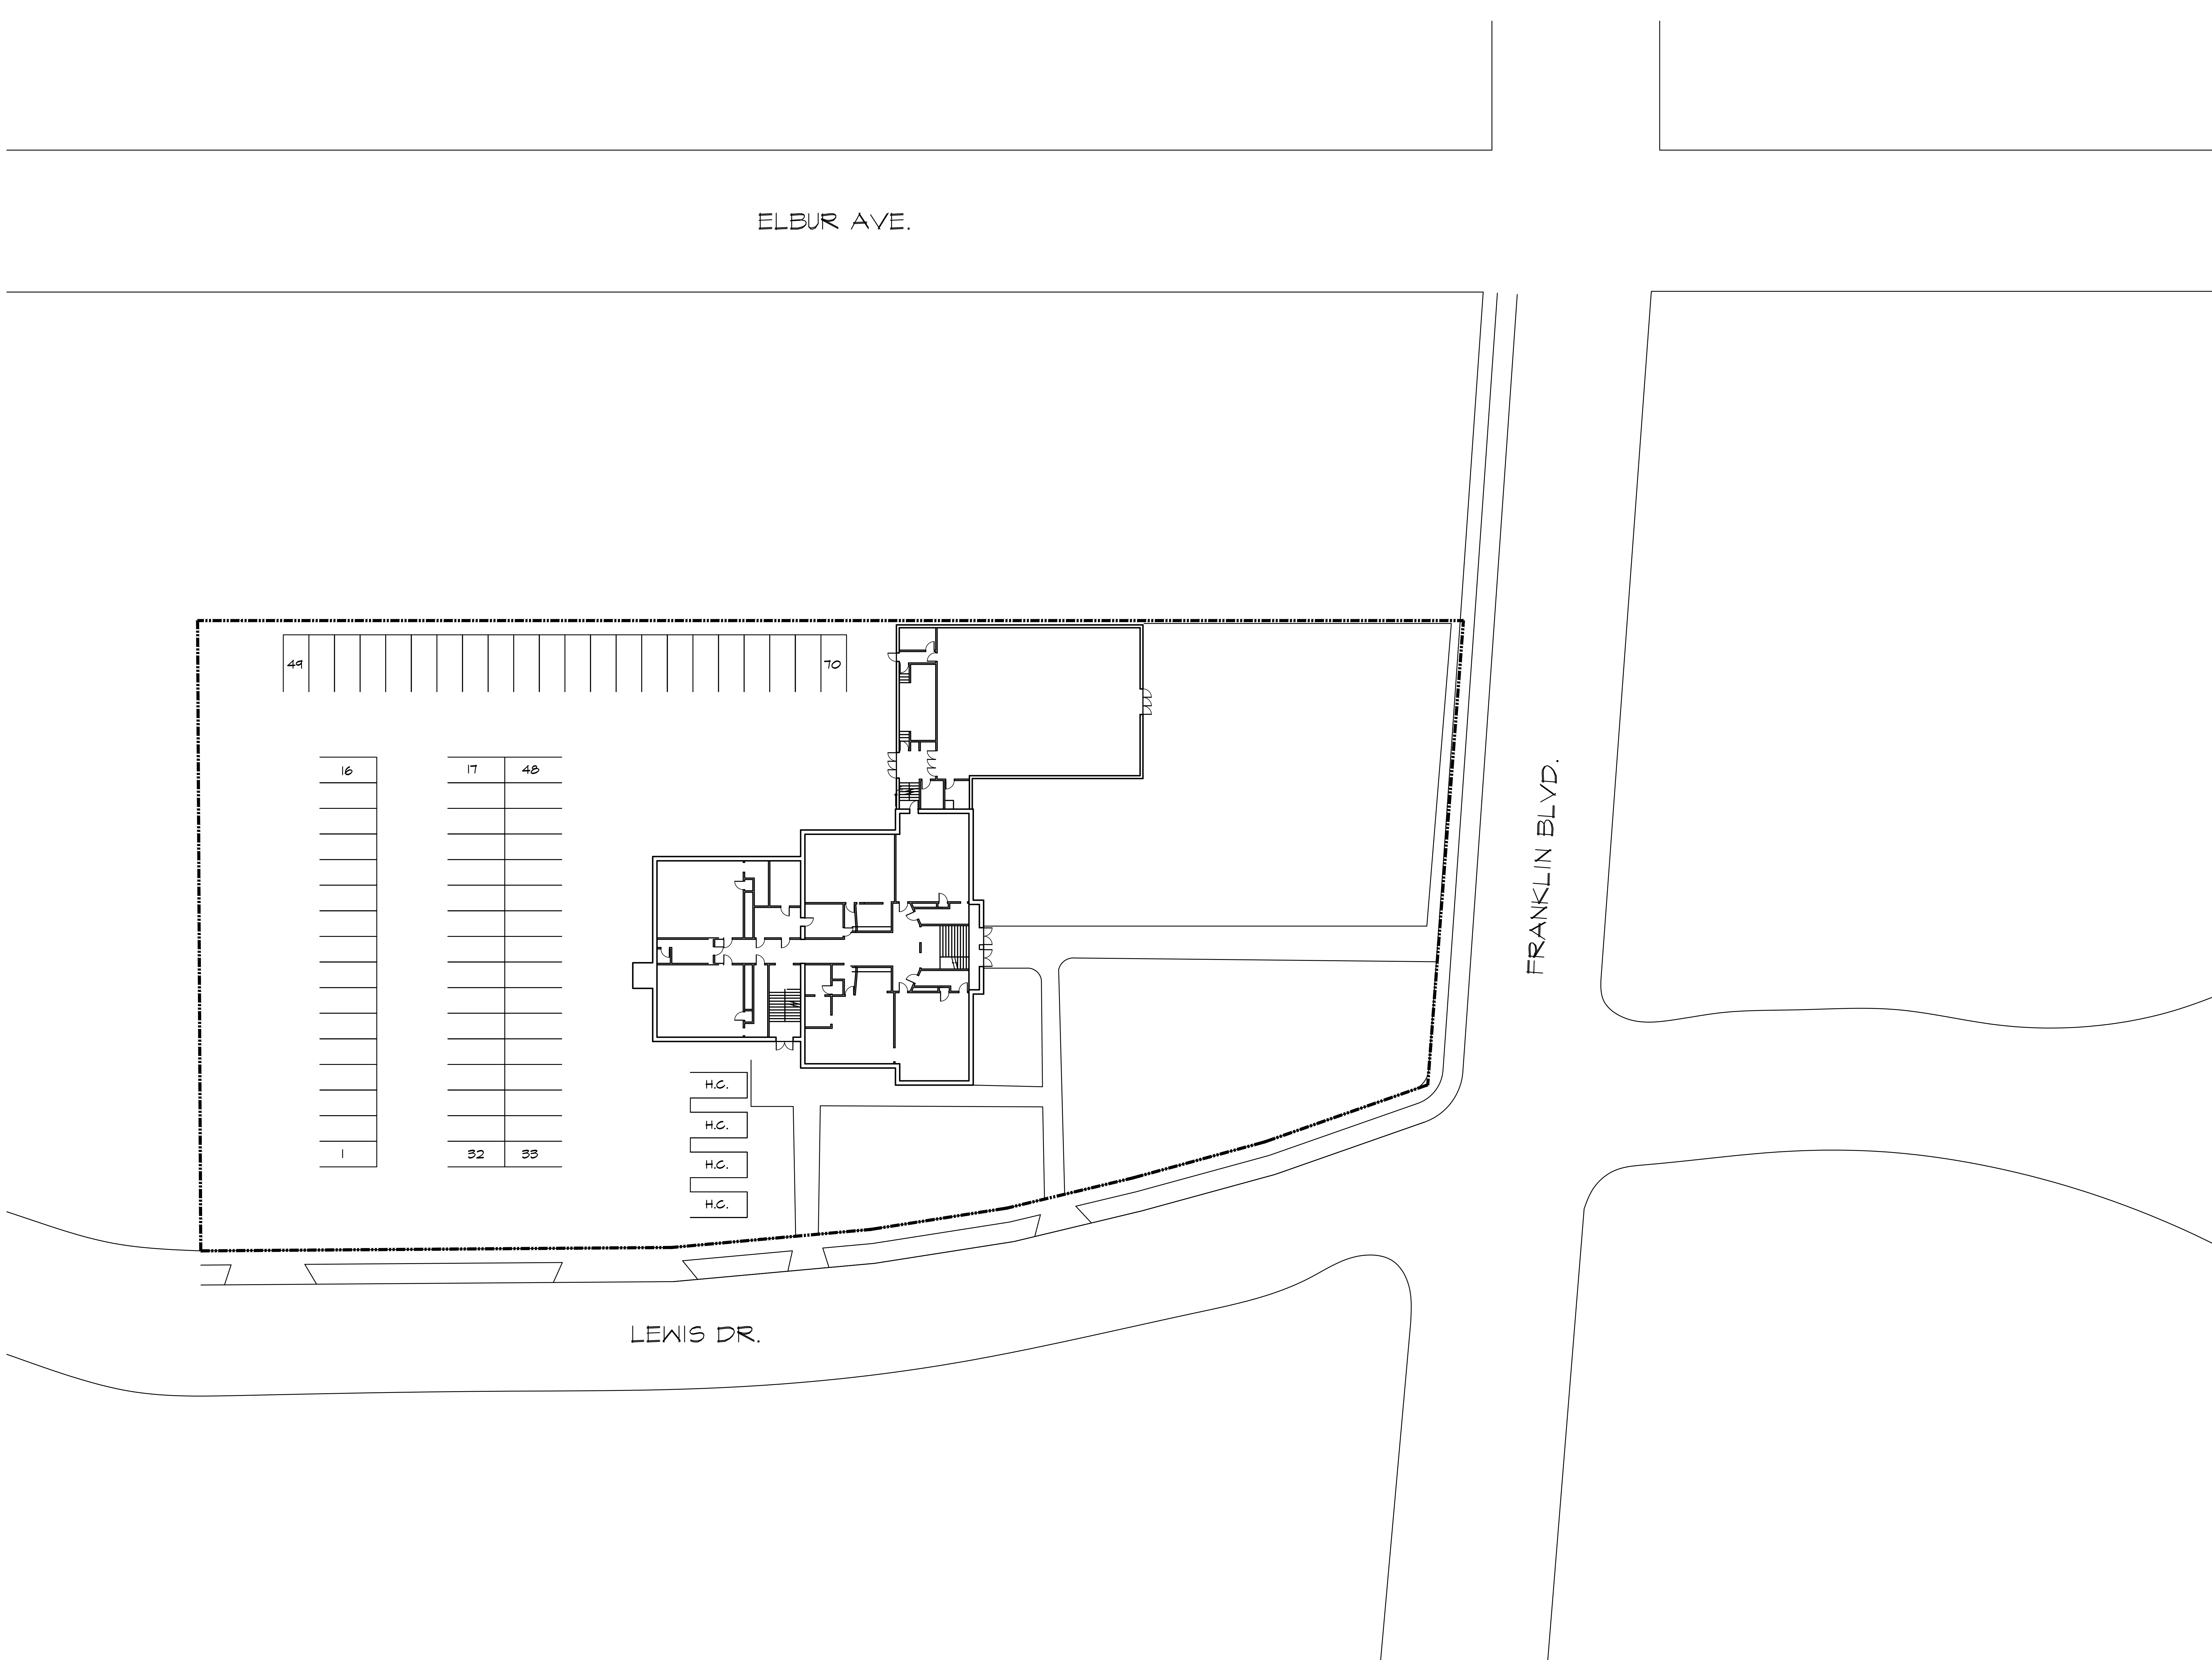 ELBUR AVE.
49
70
16
17
48
FRANKLIN BLVD.
H.C.
H.C.
1
32
33
H.C.
H.C.
LEWIS DR.